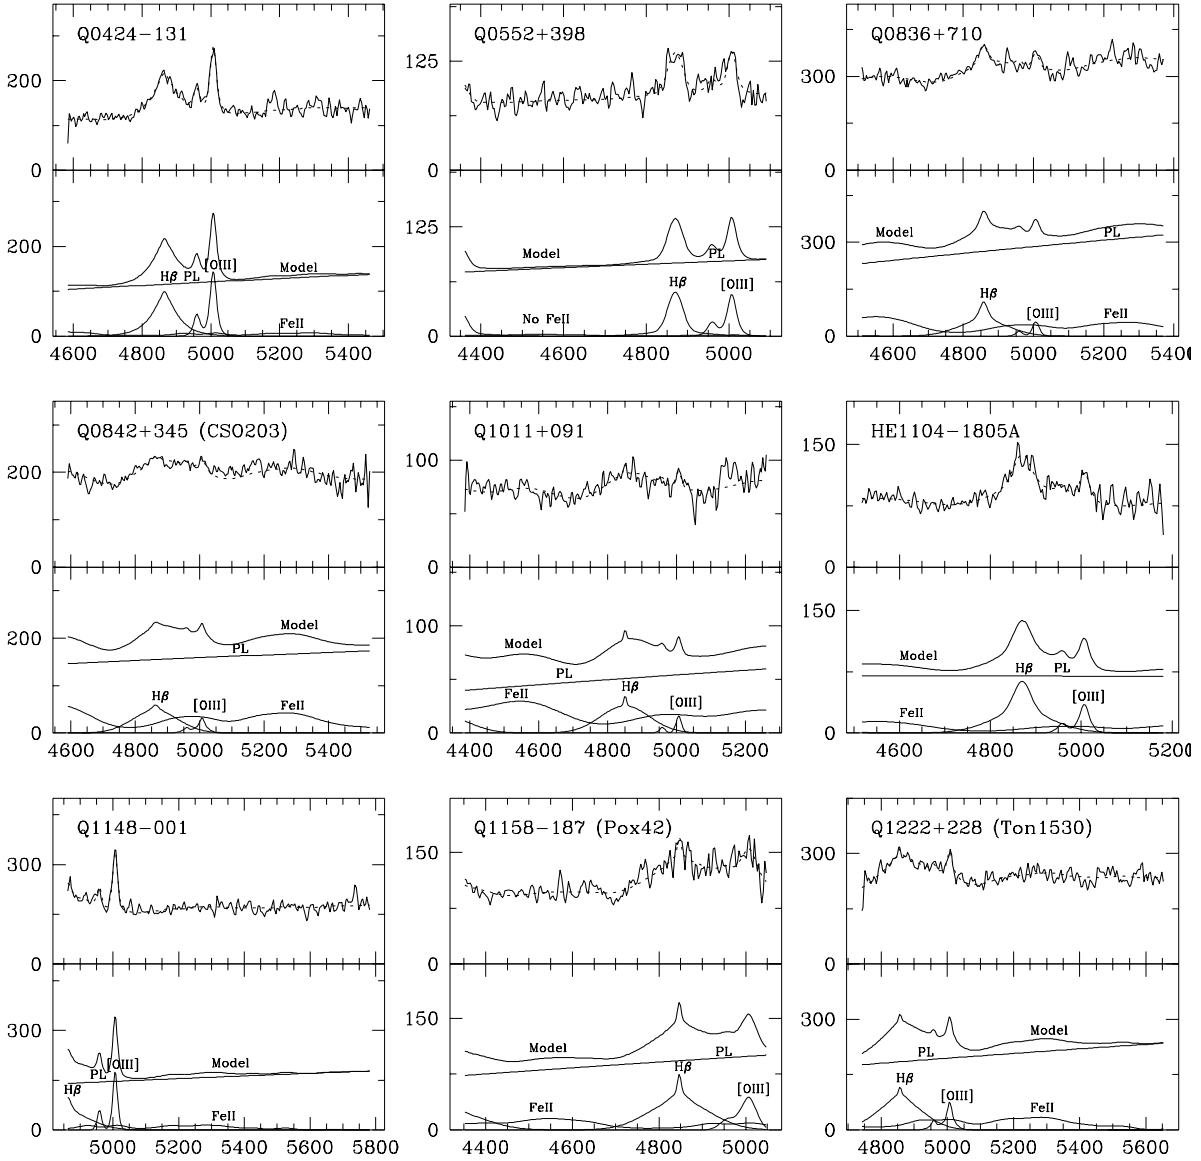 Q0424−131
200
0
Model
[OIII]
Hβ
PL
FeII
200
0
4600 4800 5000 5200 5400
Q0552+398
125
0
Model
PL
[OIII]
Hβ
No FeII
125
0
4400 4600 4800 5000
Q0836+710
300
0
Model
PL
Hβ
[OIII]
FeII
300
0
4600 4800 5000 5200 5400
Q0842+345 (CSO203)
200
0
Model
PL
Hβ
[OIII]
FeII
200
0
4600 4800 5000 5200 5400
Q1011+091
100
0
Model
PL
FeII
Hβ
[OIII]
100
0
4400 4600 4800 5000 5200
HE1104−1805A
150
0
Model
Hβ
PL
[OIII]
FeII
150
0
4600 4800 5000 5200
Q1148−001
300
0
Model
[OIII]
PL
Hβ
FeII
300
0
5000 5200 5400 5600 5800
Q1158−187 (Pox42)
150
0
Model
PL
Hβ
[OIII]
FeII
150
0
4400 4600 4800 5000
Q1222+228 (Ton1530)
300
0
Model
PL
Hβ
[OIII]
FeII
300
0
4800 5000 5200 5400 5600